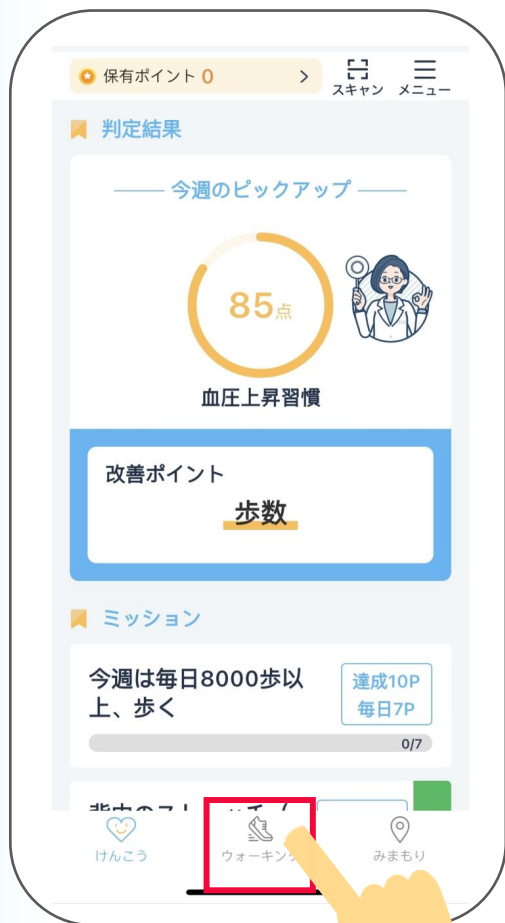 保有ポイント 0
スキャン メニュー
判定結果
今週のピックアップ
85点
血圧上昇習慣
改善ポイント
歩数
ミッション
今週は毎日8000歩以
上、歩く
達成10P
毎日7P
0/7
けんこう
みまもり